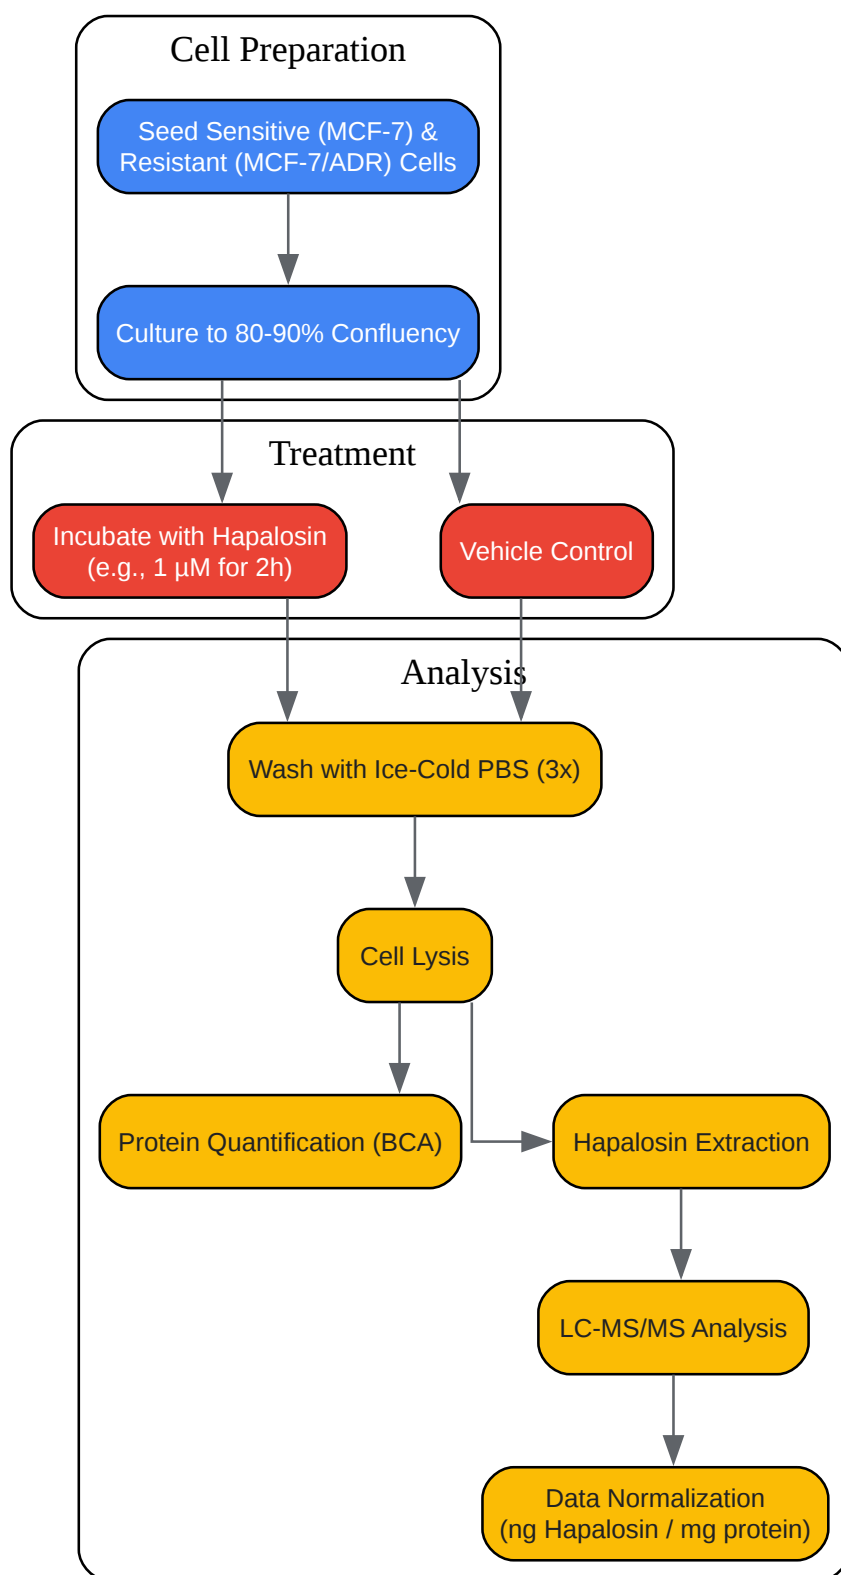 Cell Preparation
Seed Sensitive (MCF-7) &
Resistant (MCF-7/ADR) Cells
Culture to 80-90% Confluency
Treatment
Incubate with Hapalosin
(e.g., 1 µM for 2h)
Vehicle Control
Analysis
Wash with Ice-Cold PBS (3x)
Cell Lysis
Protein Quantification (BCA)
Hapalosin Extraction
LC-MS/MS Analysis
Data Normalization
(ng Hapalosin / mg protein)